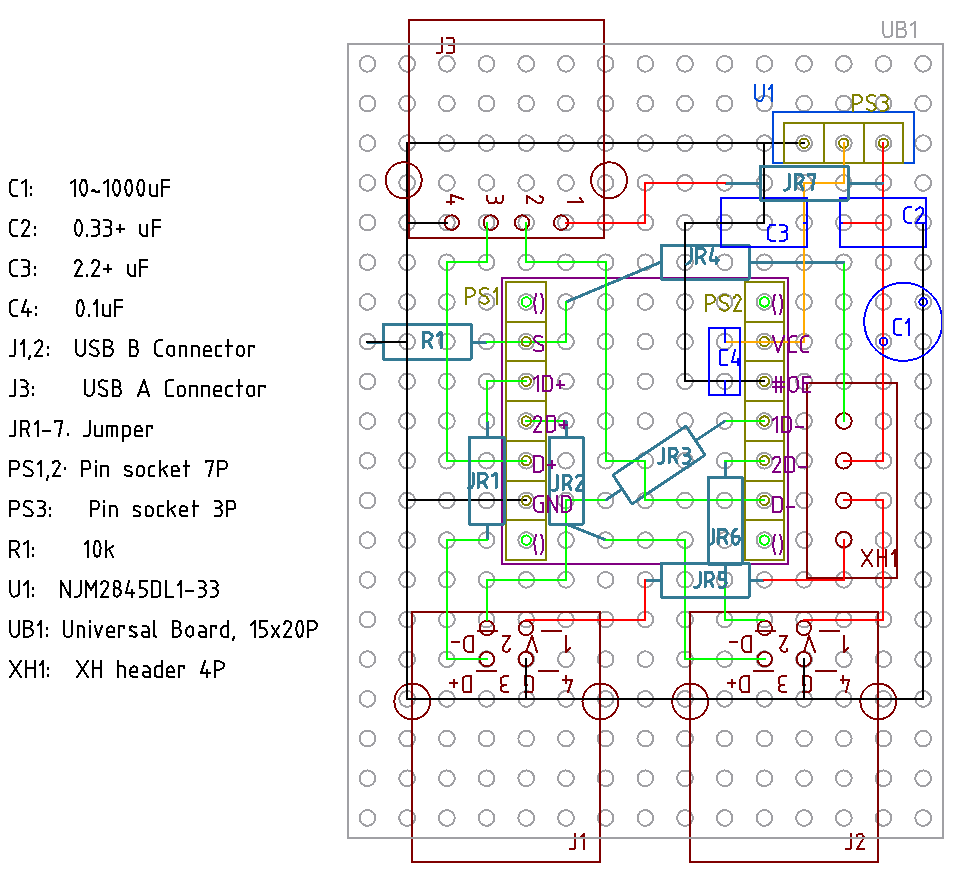 C1: 10~1000uF
C2: 0.33+ uF
C3: 2.2+ uF
C4: 0.1uF
J1,2: USB B Connector
J3: USB A Connector
JR1-7. Jumper
PS1,2· Pin socket 7P
PS3: Pin socket 3P
R1: 10k
U1: NJM2845DL1-33
UB1: Universal Board, 15x20P
XH1: XH header 4P
UB1
J3
U1
PS3
JR7
4 3 2 1
C3
C2
JR4
PS1
PS2
()
()
C1
R1
S
C4
VCC
1D+
#OE
2D+
1D-
JR3
D+
2D-
JR1
JR2
GND
D-
()
JR6
()
XH1
JR5
D- 2 V 1
D+ 3 G 4
D- 2 V 1
D+ 3 G 4
J1
J2